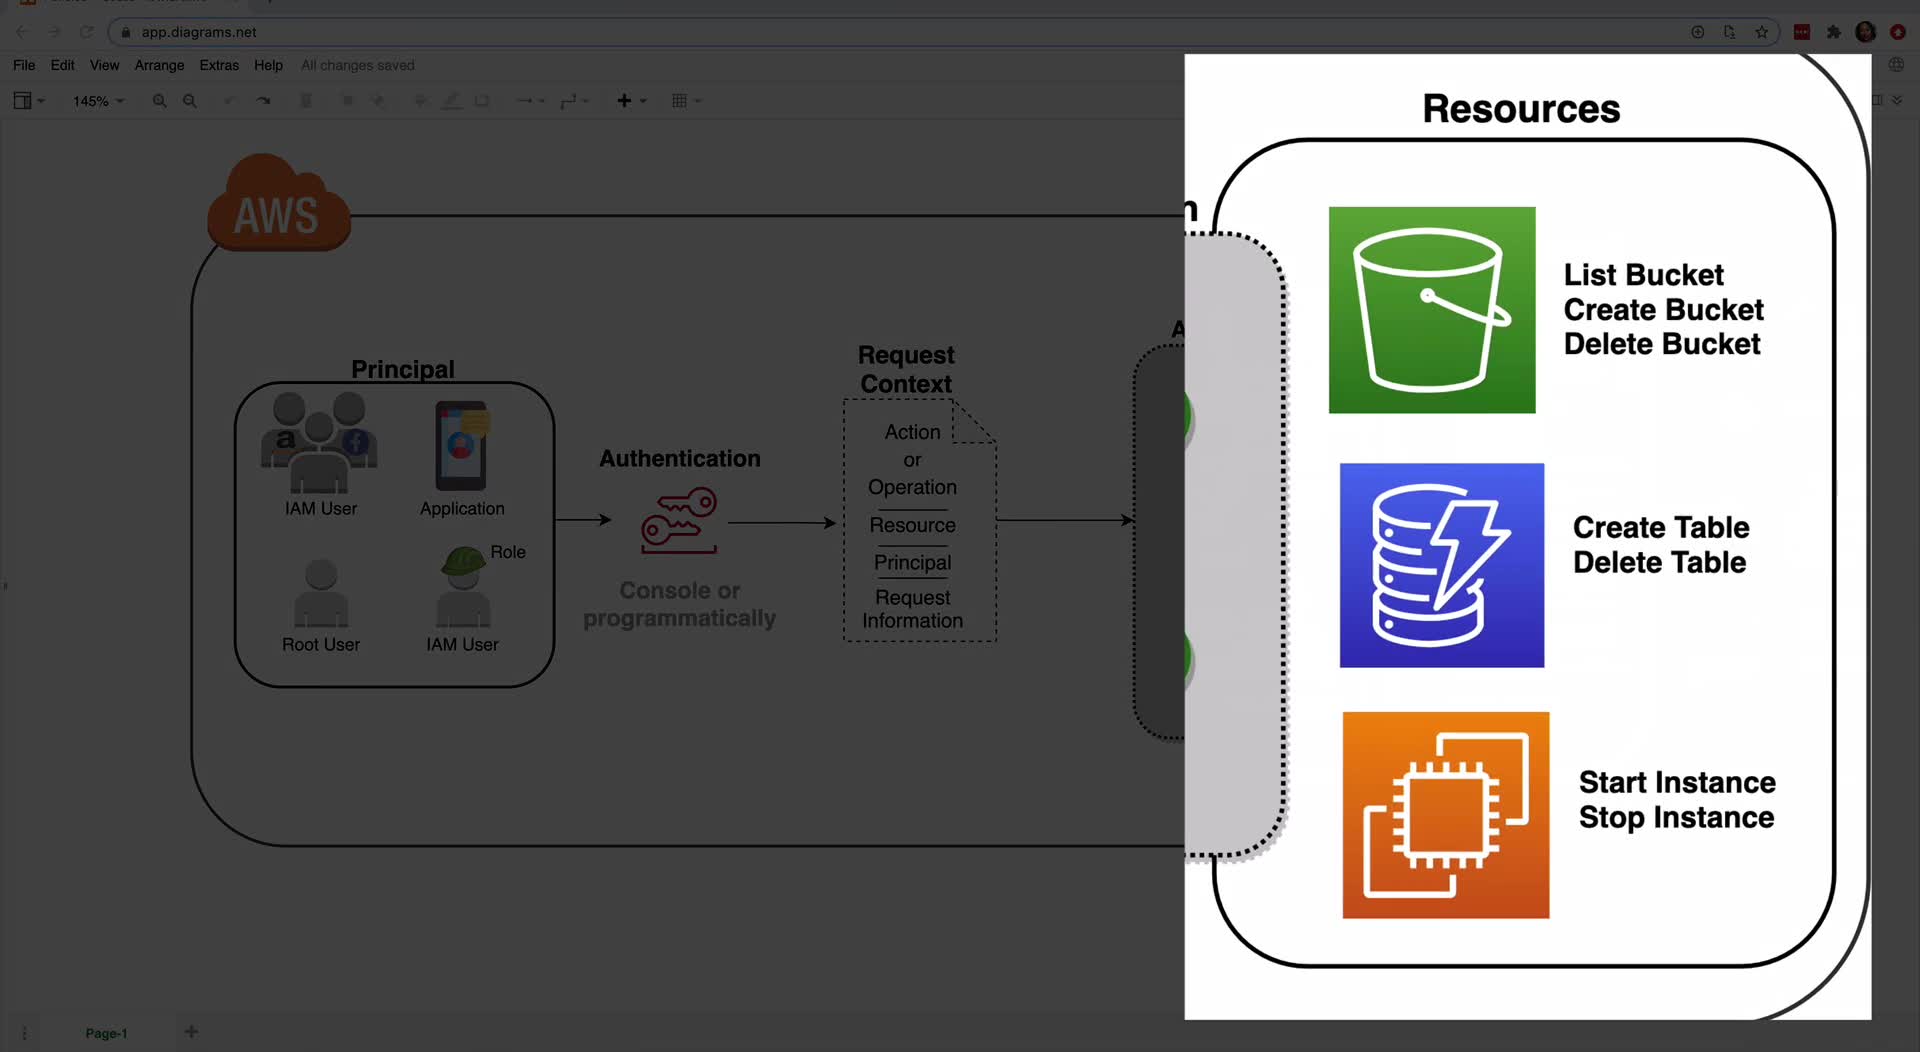 app.diagrams.net
File Edit View Arrange Extras Help All changes saved
145%
AWS
Principal
a
f
IAM User
Application
Role
Root User
IAM User
Authentication
Console or
programmatically
Request
Context
Action
or
Operation
Resource
Principal
Request
Information
A
n
Resources
List Bucket
Create Bucket
Delete Bucket
Create Table
Delete Table
Start Instance
Stop Instance
Page-1